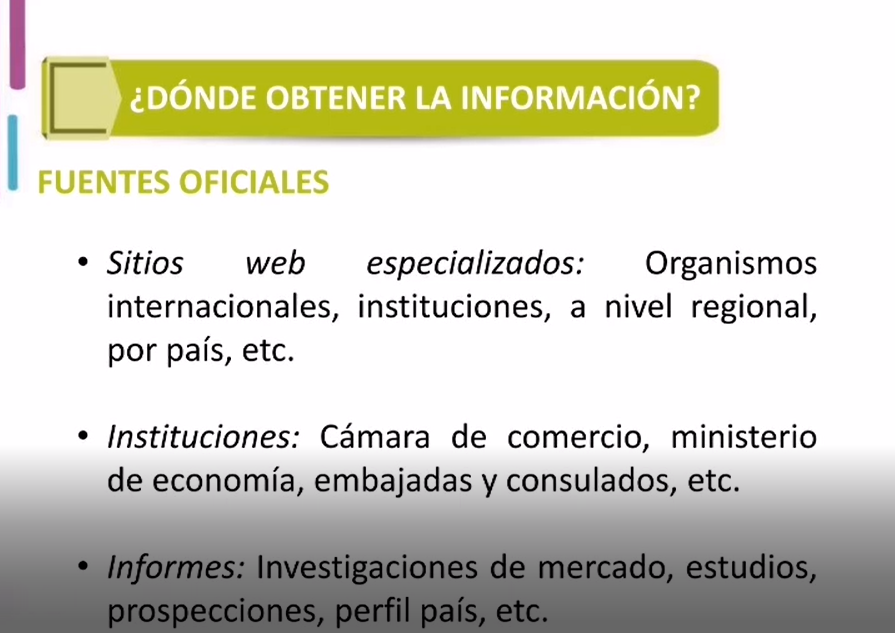 ¿DÓNDE OBTENER LA INFORMACIÓN?
FUENTES OFICIALES
• Sitios web especializados: Organismos
internacionales, instituciones, a nivel regional,
por país, etc.
• Instituciones: Cámara de comercio, ministerio
de economía, embajadas y consulados, etc.
• Informes: Investigaciones de mercado, estudios,
prospecciones, perfil país, etc.